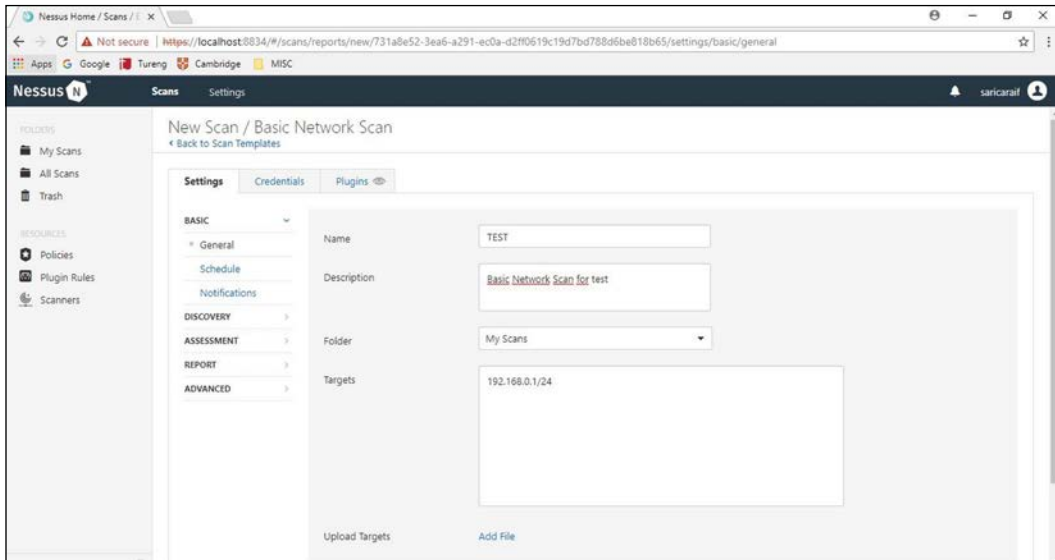 Nessus Home / Scans / E
Not secure | https://localhost:8834/#/scans/reports/new/731a8e52-3ea6-a291-ec0a-d2ff0619c19d7bd788d6be818b65/settings/basic/general
Apps Google Tureng Cambridge MISC
Nessus N Scans Settings saricaraif
FOLDERS
My Scans
All Scans
Trash
RESOURCES
Policies
Plugin Rules
Scanners
New Scan / Basic Network Scan
Back to Scan Templates
Settings Credentials Plugins
BASIC
General
Schedule
Notifications
DISCOVERY
ASSESSMENT
REPORT
ADVANCED
Name TEST
Description Basic Network Scan for test
Folder My Scans
Targets 192.168.0.1/24
Upload Targets Add File